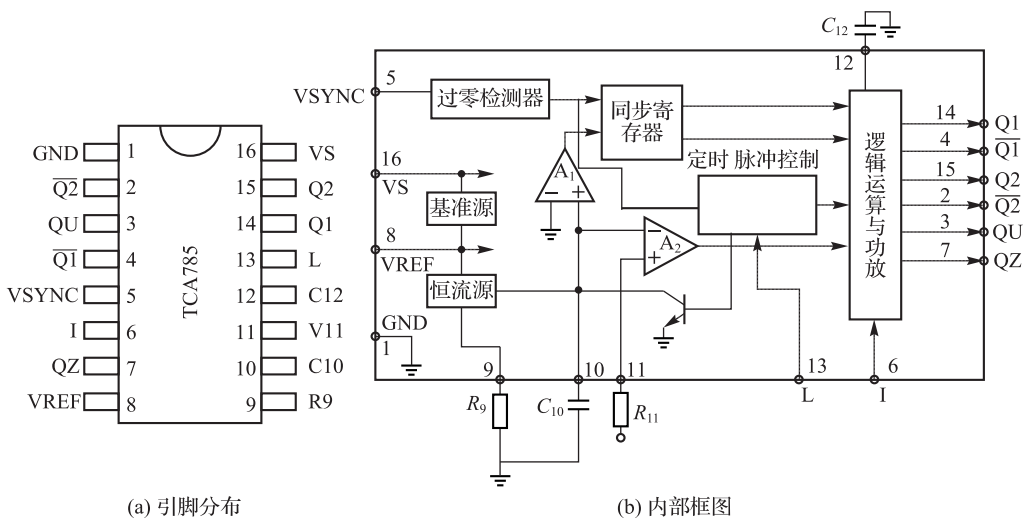 GND 1 16 VS
Q̅2̅ 2 15 Q2
QU 3 14 Q1
Q̅1̅ 4 13 L
VSYNC 5 12 C12
I 6 11 V11
QZ 7 10 C10
VREF 8 9 R9
TCA785
(a) 引脚分布
C12
12
5
VSYNC
过零检测器
同步寄存器
16
VS
基准源
8
VREF
恒流源
GND
1
A1
− +
A2
−
+
定时 脉冲控制
逻辑运算与功放
14 Q1
4 Q̅1̅
15 Q2
2 Q̅2̅
3 QU
7 QZ
9
10
11
13
6
L
I
R9
C10
R11
(b) 内部框图